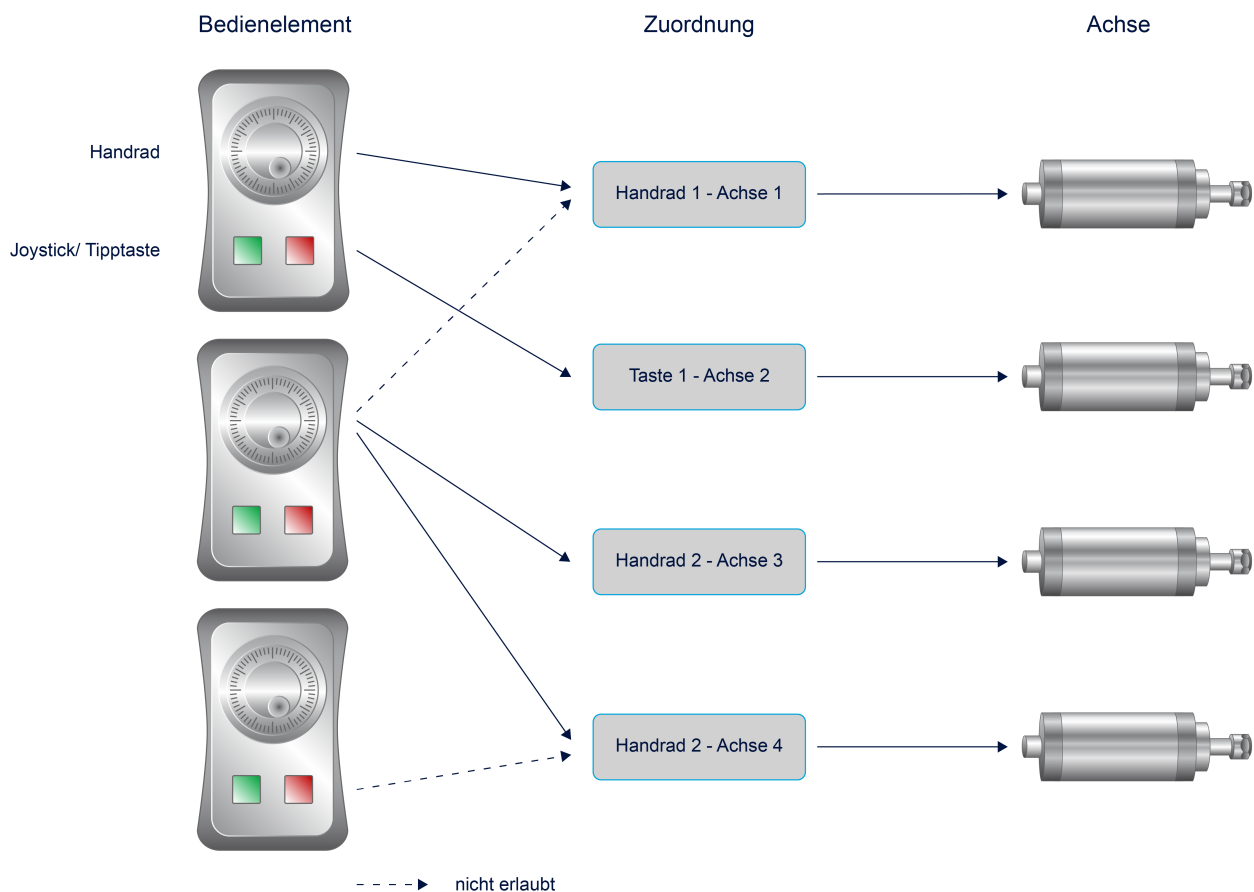 Bedienelement
Zuordnung
Achse
Handrad
Handrad 1 - Achse 1
Joystick/ Tipptaste
Taste 1 - Achse 2
Handrad 2 - Achse 3
Handrad 2 - Achse 4
nicht erlaubt